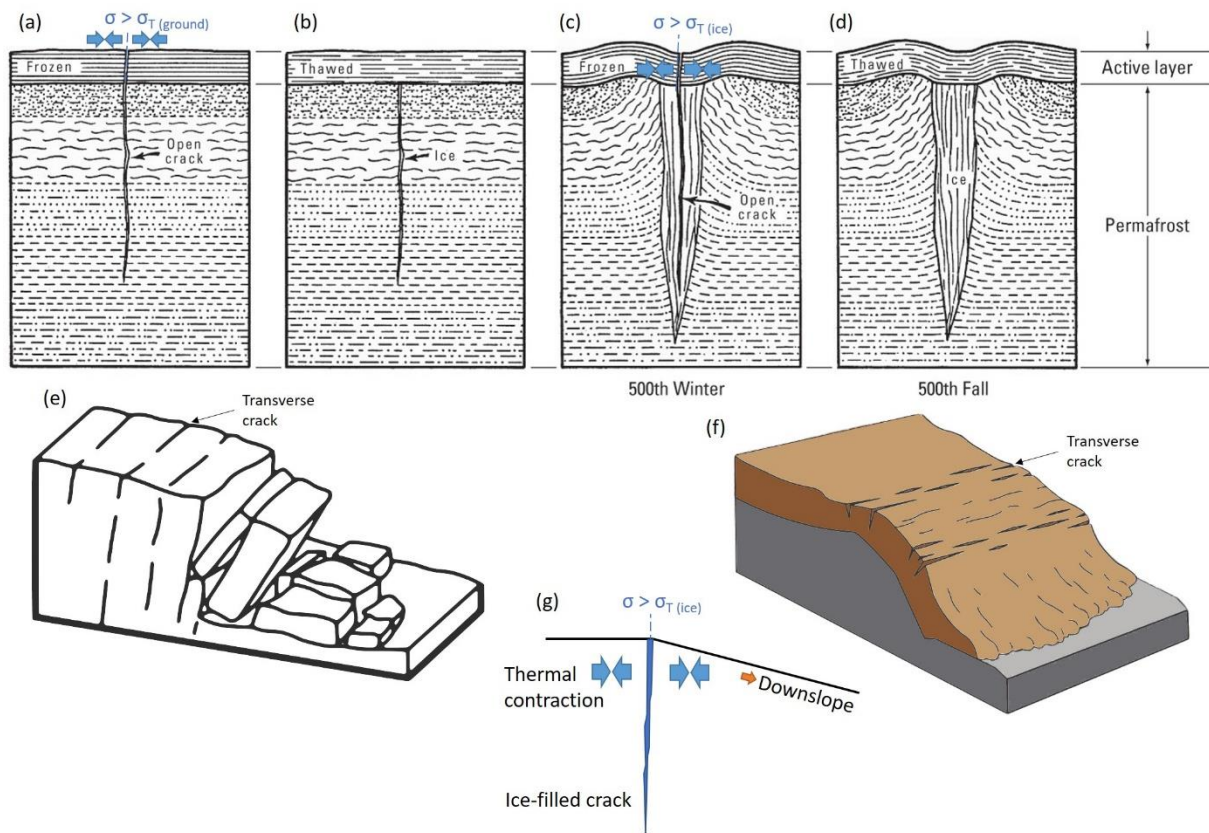 (a)
σ > σT (ground)
Frozen
Open
crack
(b)
Thawed
Ice
(c)
σ > σT (ice)
Frozen
Open
crack
500th Winter
(d)
Thawed
Ice
500th Fall
Active layer
Permafrost
(e)
Transverse
crack
(f)
Transverse
crack
(g)
σ > σT (ice)
Thermal
contraction
Downslope
Ice-filled crack